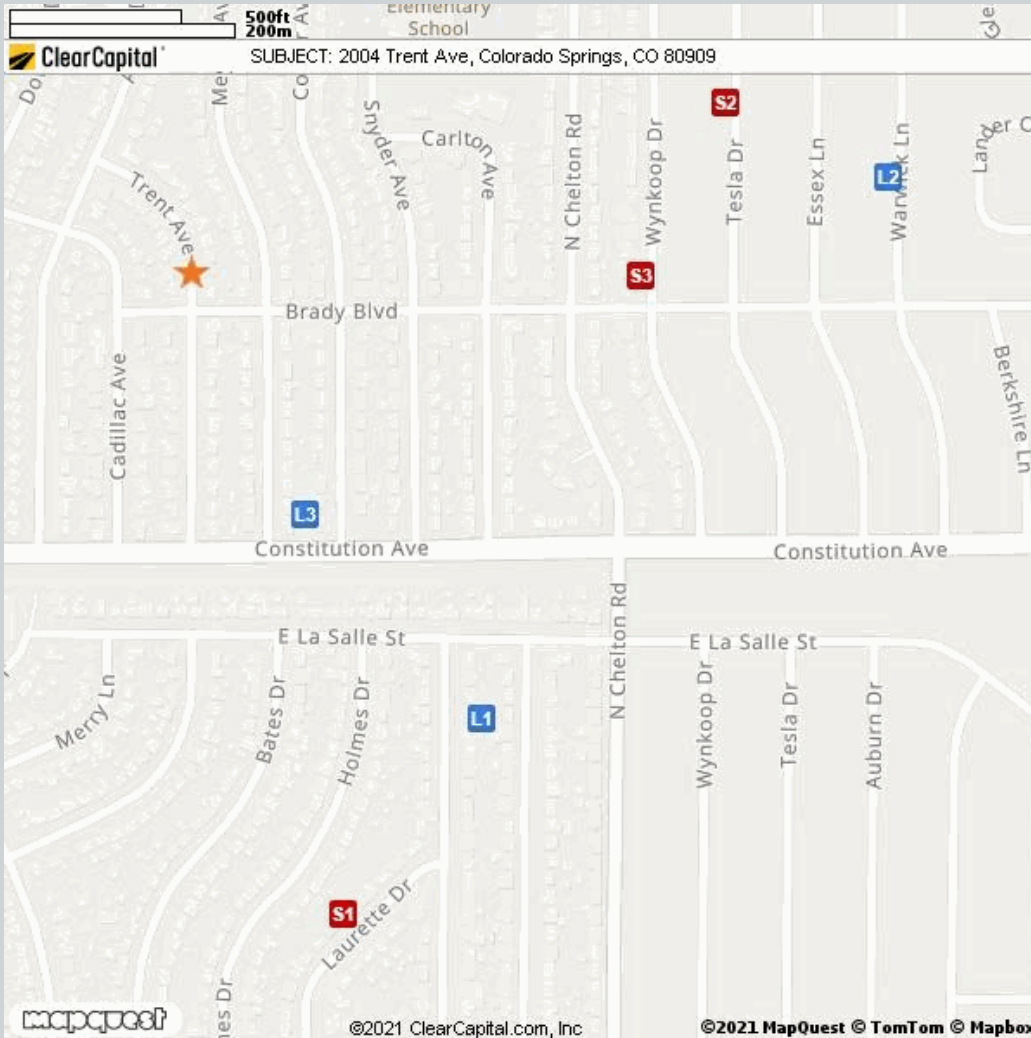 500ft
200m
Elementary
School
ClearCapital
SUBJECT: 2004 Trent Ave, Colorado Springs, CO 80909
Snyder Ave
Carlton Ave
N Chelton Rd
Wynkoop Dr
S2
Tesla Dr
Essex Ln
L2
Warwick Ln
Trent Ave
S3
Brady Blvd
Cadillac Ave
Berkshire Ln
L3
Constitution Ave
Constitution Ave
E La Salle St
E La Salle St
N Chelton Rd
Merry Ln
Bates Dr
Holmes Dr
L1
Wynkoop Dr
Tesla Dr
Auburn Dr
S1
Laurette Dr
mapquest
©2021 ClearCapital.com, Inc
©2021 MapQuest © TomTom © Mapbox